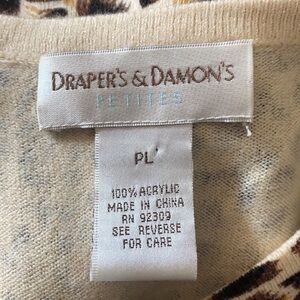 DRAPER'S & DAMON'S
PETITES
PL
100% ACRYLIC
MADE IN CHINA
RN 92309
SEE REVERSE
FOR CARE